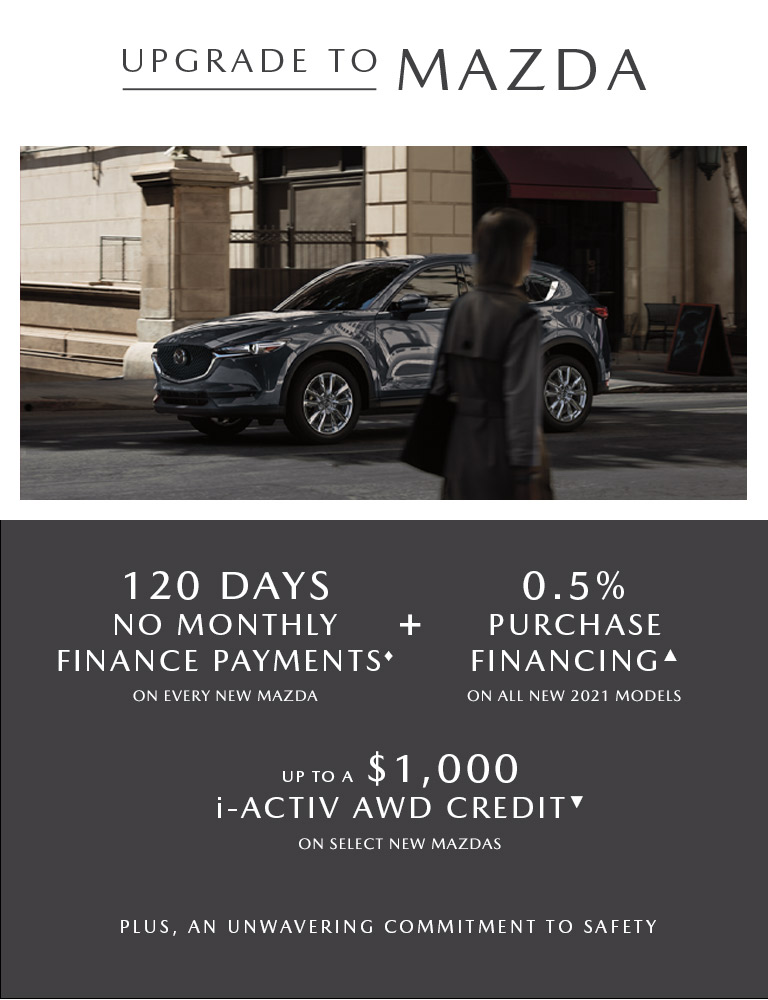 UPGRADE TO MAZDA
120 DAYS
NO MONTHLY
FINANCE PAYMENTS♦
ON EVERY NEW MAZDA
+
0.5%
PURCHASE
FINANCING▲
ON ALL NEW 2021 MODELS
UP TO A $1,000
i-ACTIV AWD CREDIT▼
ON SELECT NEW MAZDAS
PLUS, AN UNWAVERING COMMITMENT TO SAFETY